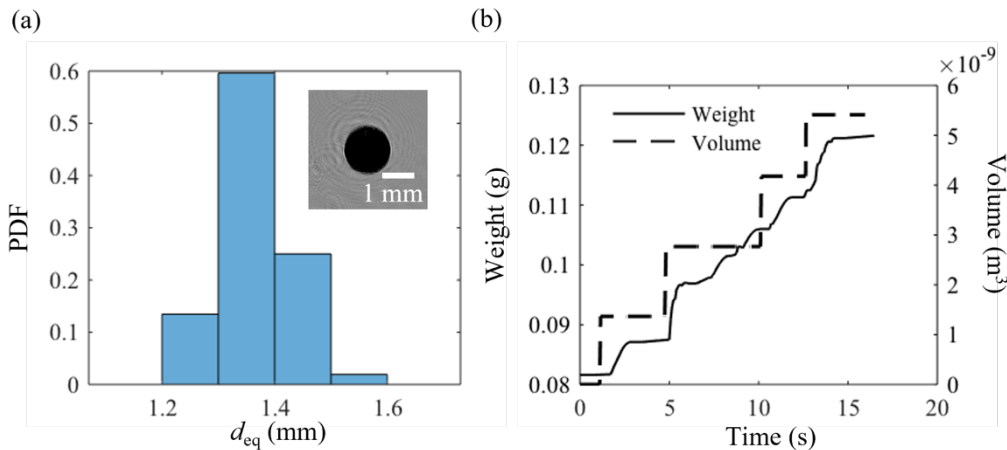 (a)
0.6
0.5
0.4
0.3
0.2
0.1
0
PDF
1.2
1.4
1.6
d_eq (mm)
1 mm
(b)
×10⁻⁹
0.13
0.12
0.11
0.1
0.09
0.08
Weight (g)
Weight
Volume
0
5
10
15
20
Time (s)
6
5
4
3
2
1
0
Volume (m³)